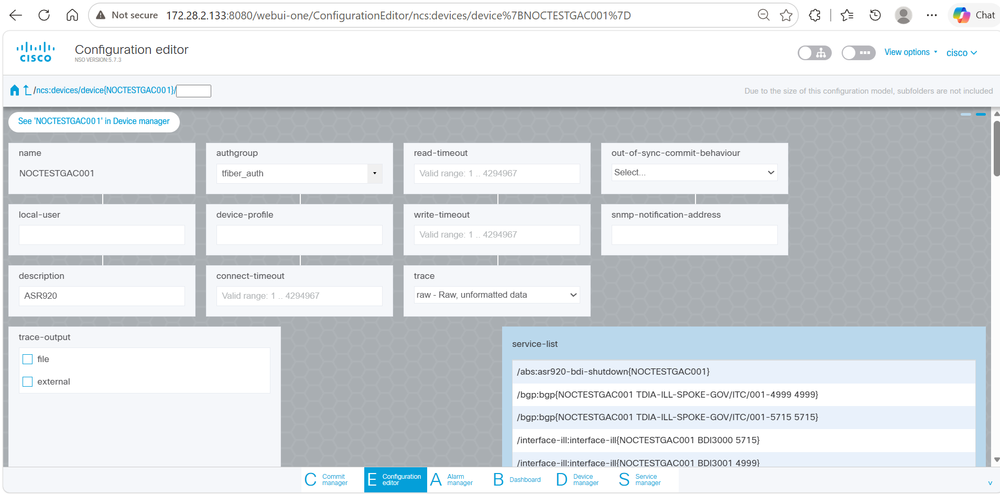 Not secure 172.28.2.133:8080/webui-one/ConfigurationEditor/ncs:devices/device%7BNOCTESTGAC001%7D
Chat
cisco
Configuration editor
NSO VERSION:5.7.3
View options
cisco
/ncs:devices/device{NOCTESTGAC001}/
Due to the size of this configuration model, subfolders are not included
See 'NOCTESTGAC001' in Device manager
name
NOCTESTGAC001
authgroup
tfiber_auth
read-timeout
Valid range: 1 .. 4294967
out-of-sync-commit-behaviour
Select...
local-user
device-profile
write-timeout
Valid range: 1 .. 4294967
snmp-notification-address
description
ASR920
connect-timeout
Valid range: 1 .. 4294967
trace
raw - Raw, unformatted data
trace-output
file
external
service-list
/abs:asr920-bdi-shutdown{NOCTESTGAC001}
/bgp:bgp{NOCTESTGAC001 TDIA-ILL-SPOKE-GOV/ITC/001-4999 4999}
/bgp:bgp{NOCTESTGAC001 TDIA-ILL-SPOKE-GOV/ITC/001-5715 5715}
/interface-ill:interface-ill{NOCTESTGAC001 BDI3000 5715}
/interface-ill:interface-ill{NOCTESTGAC001 BDI3001 4999}
C Commit manager
E Configuration editor
A Alarm manager
B Dashboard
D Device manager
S Service manager
v